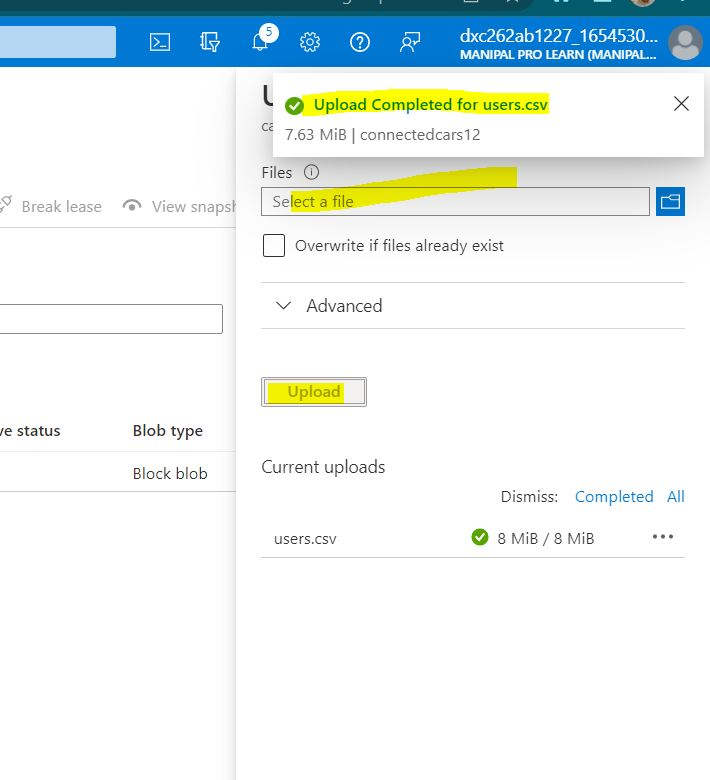 5
dxc262ab1227_1654530...
MANIPAL PRO LEARN (MANIPAL...
Upload Completed for users.csv
7.63 MiB | connectedcars12
Files
Select a file
Break lease
View snapsh
Overwrite if files already exist
Advanced
Upload
ve status
Blob type
Block blob
Current uploads
Dismiss: Completed All
users.csv
8 MiB / 8 MiB